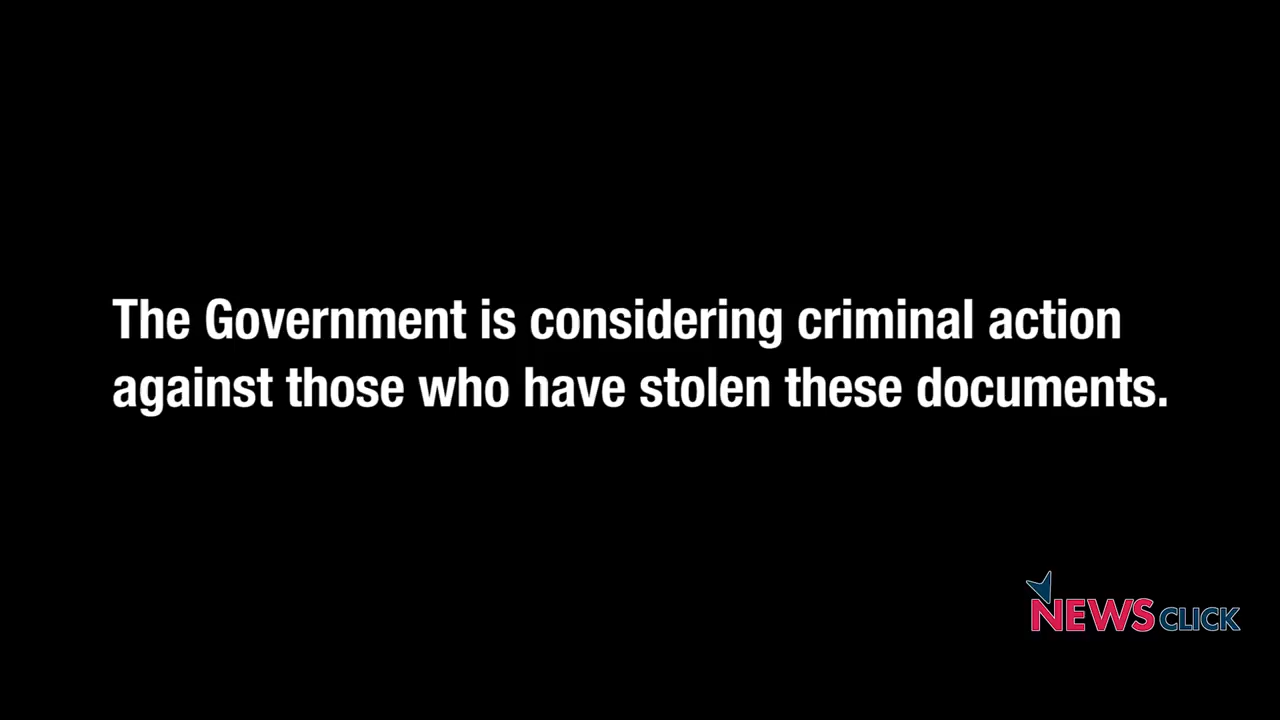 The Government is considering criminal action
against those who have stolen these documents.
NEWSCLICK